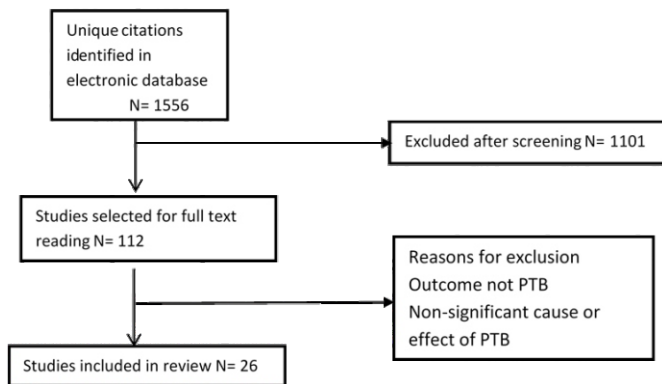 Unique citations
identified in
electronic database
N= 1556
Excluded after screening N= 1101
Studies selected for full text
reading N= 112
Reasons for exclusion
Outcome not PTB
Non-significant cause or
effect of PTB
Studies included in review N= 26